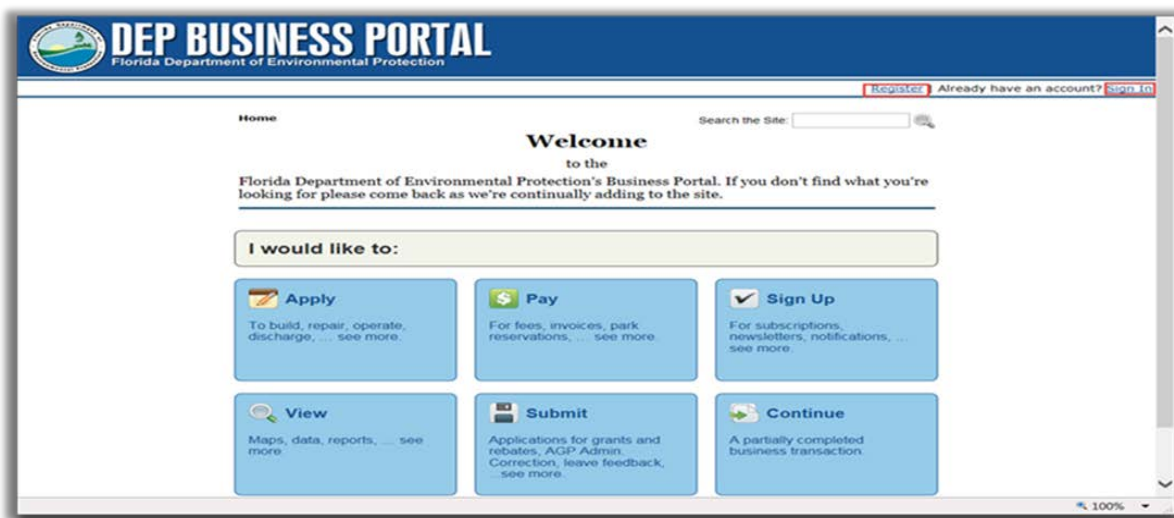 DEP BUSINESS PORTAL
Florida Department of Environmental Protection
Register | Already have an account? Sign In
Home
Search the Site:
Welcome
to the
Florida Department of Environmental Protection's Business Portal. If you don't find what you're
looking for please come back as we're continually adding to the site.
I would like to:
Apply
To build, repair, operate,
discharge, ... see more.
Pay
For fees, invoices, park
reservations, ... see more.
Sign Up
For subscriptions,
newsletters, notifications, ...
see more.
View
Maps, data, reports, ... see
more.
Submit
Applications for grants and
rebates, AGP Admin.
Correction, leave feedback,
...see more.
Continue
A partially completed
business transaction.
100%